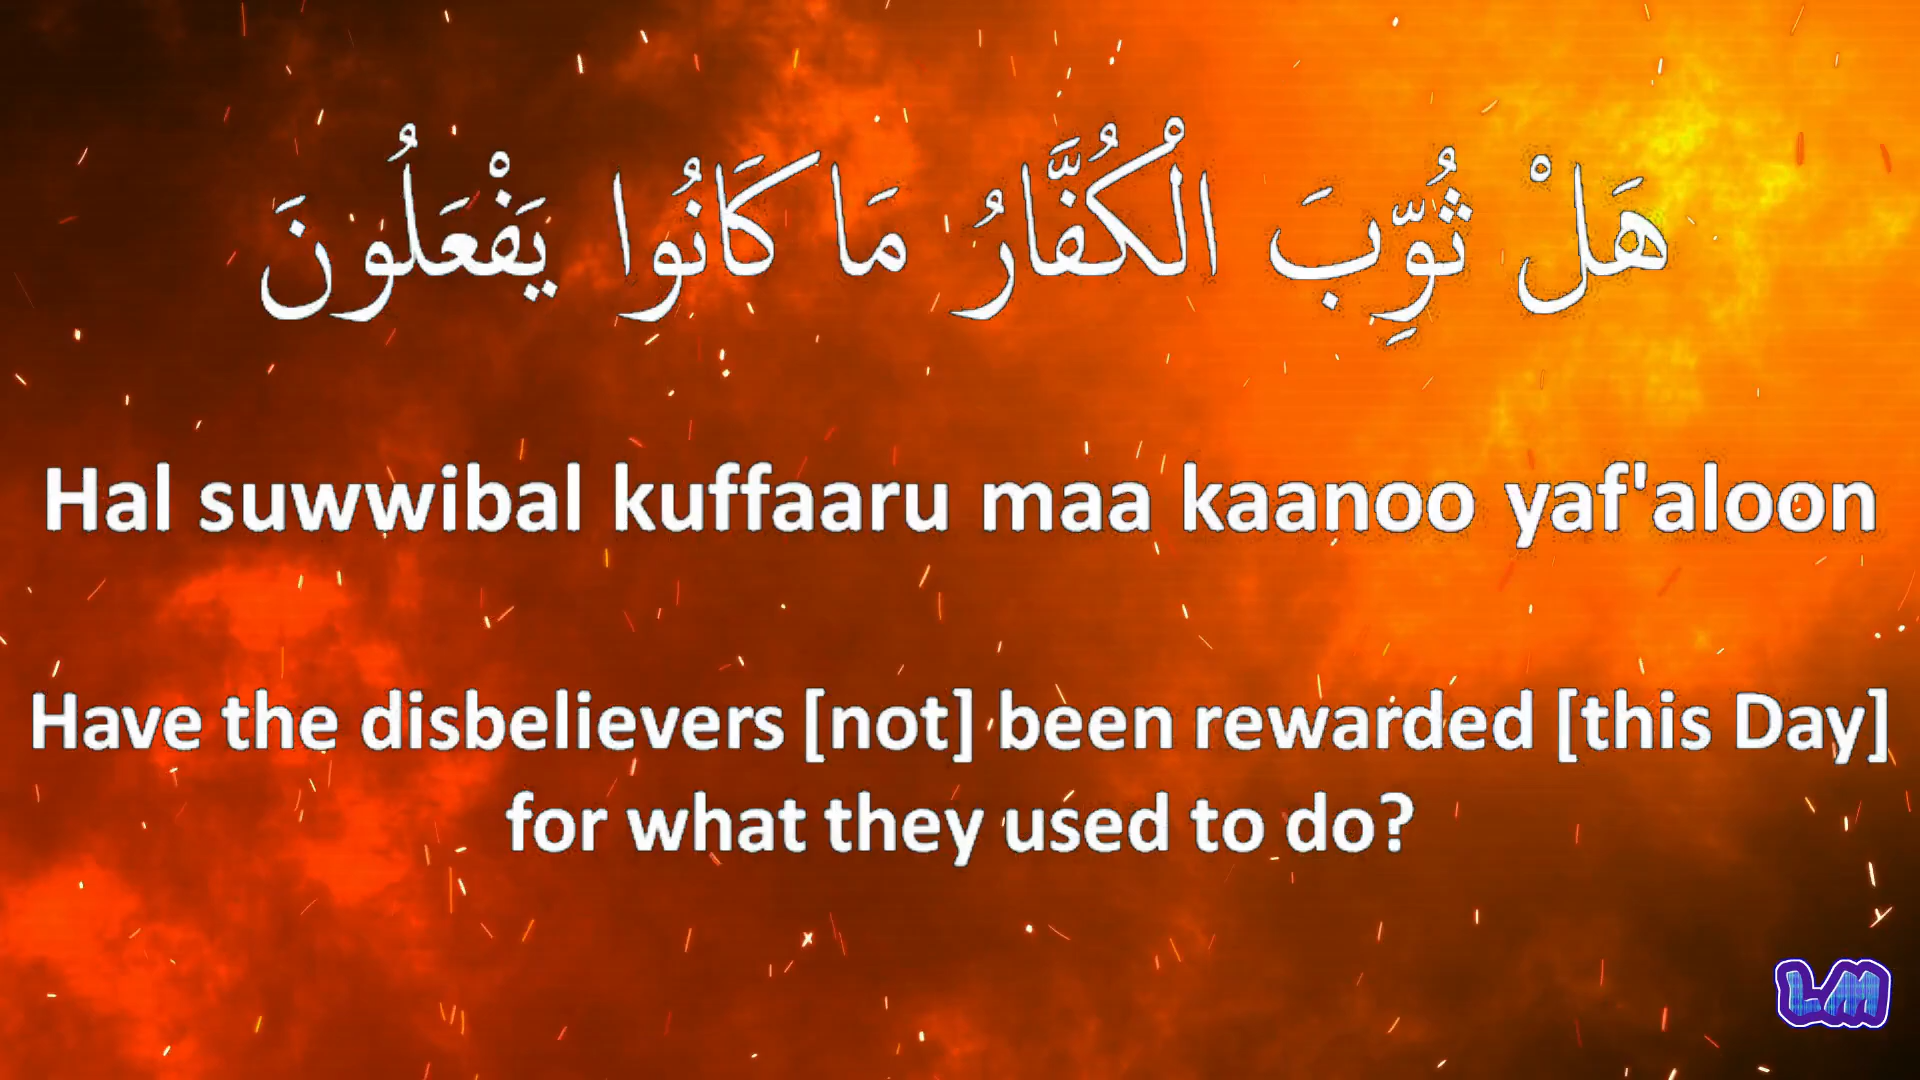 هَلْ ثُوِّبَ الْكُفَّارُ مَا كَانُوا يَفْعَلُونَ
Hal suwwibal kuffaaru maa kaanoo yaf'aloon
Have the disbelievers [not] been rewarded [this Day]
for what they used to do?
LM